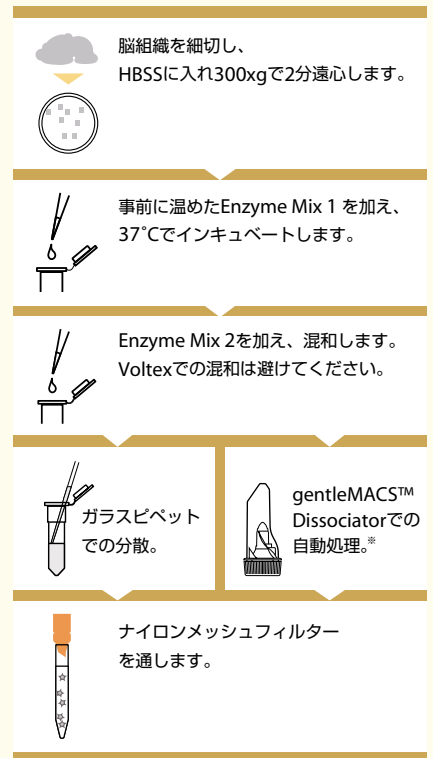 脳組織を細切し、
HBSSに入れ300xgで2分遠心します。
事前に温めたEnzyme Mix 1 を加え、
37˚Cでインキュベートします。
Enzyme Mix 2を加え、混和します。
Voltexでの混和は避けてください。
ガラスピペット
での分散。
gentleMACS™
Dissociatorでの
自動処理。※
ナイロンメッシュフィルター
を通します。